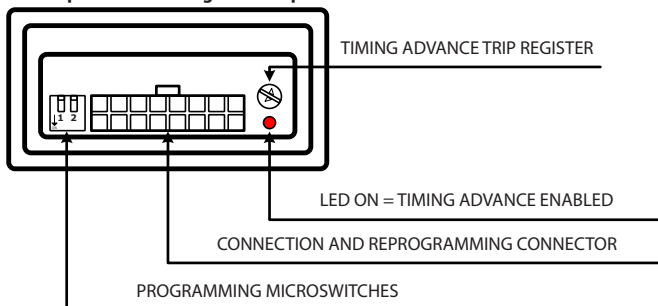 TIMING ADVANCE TRIP REGISTER
1 2
LED ON = TIMING ADVANCE ENABLED
CONNECTION AND REPROGRAMMING CONNECTOR
PROGRAMMING MICROSWITCHES